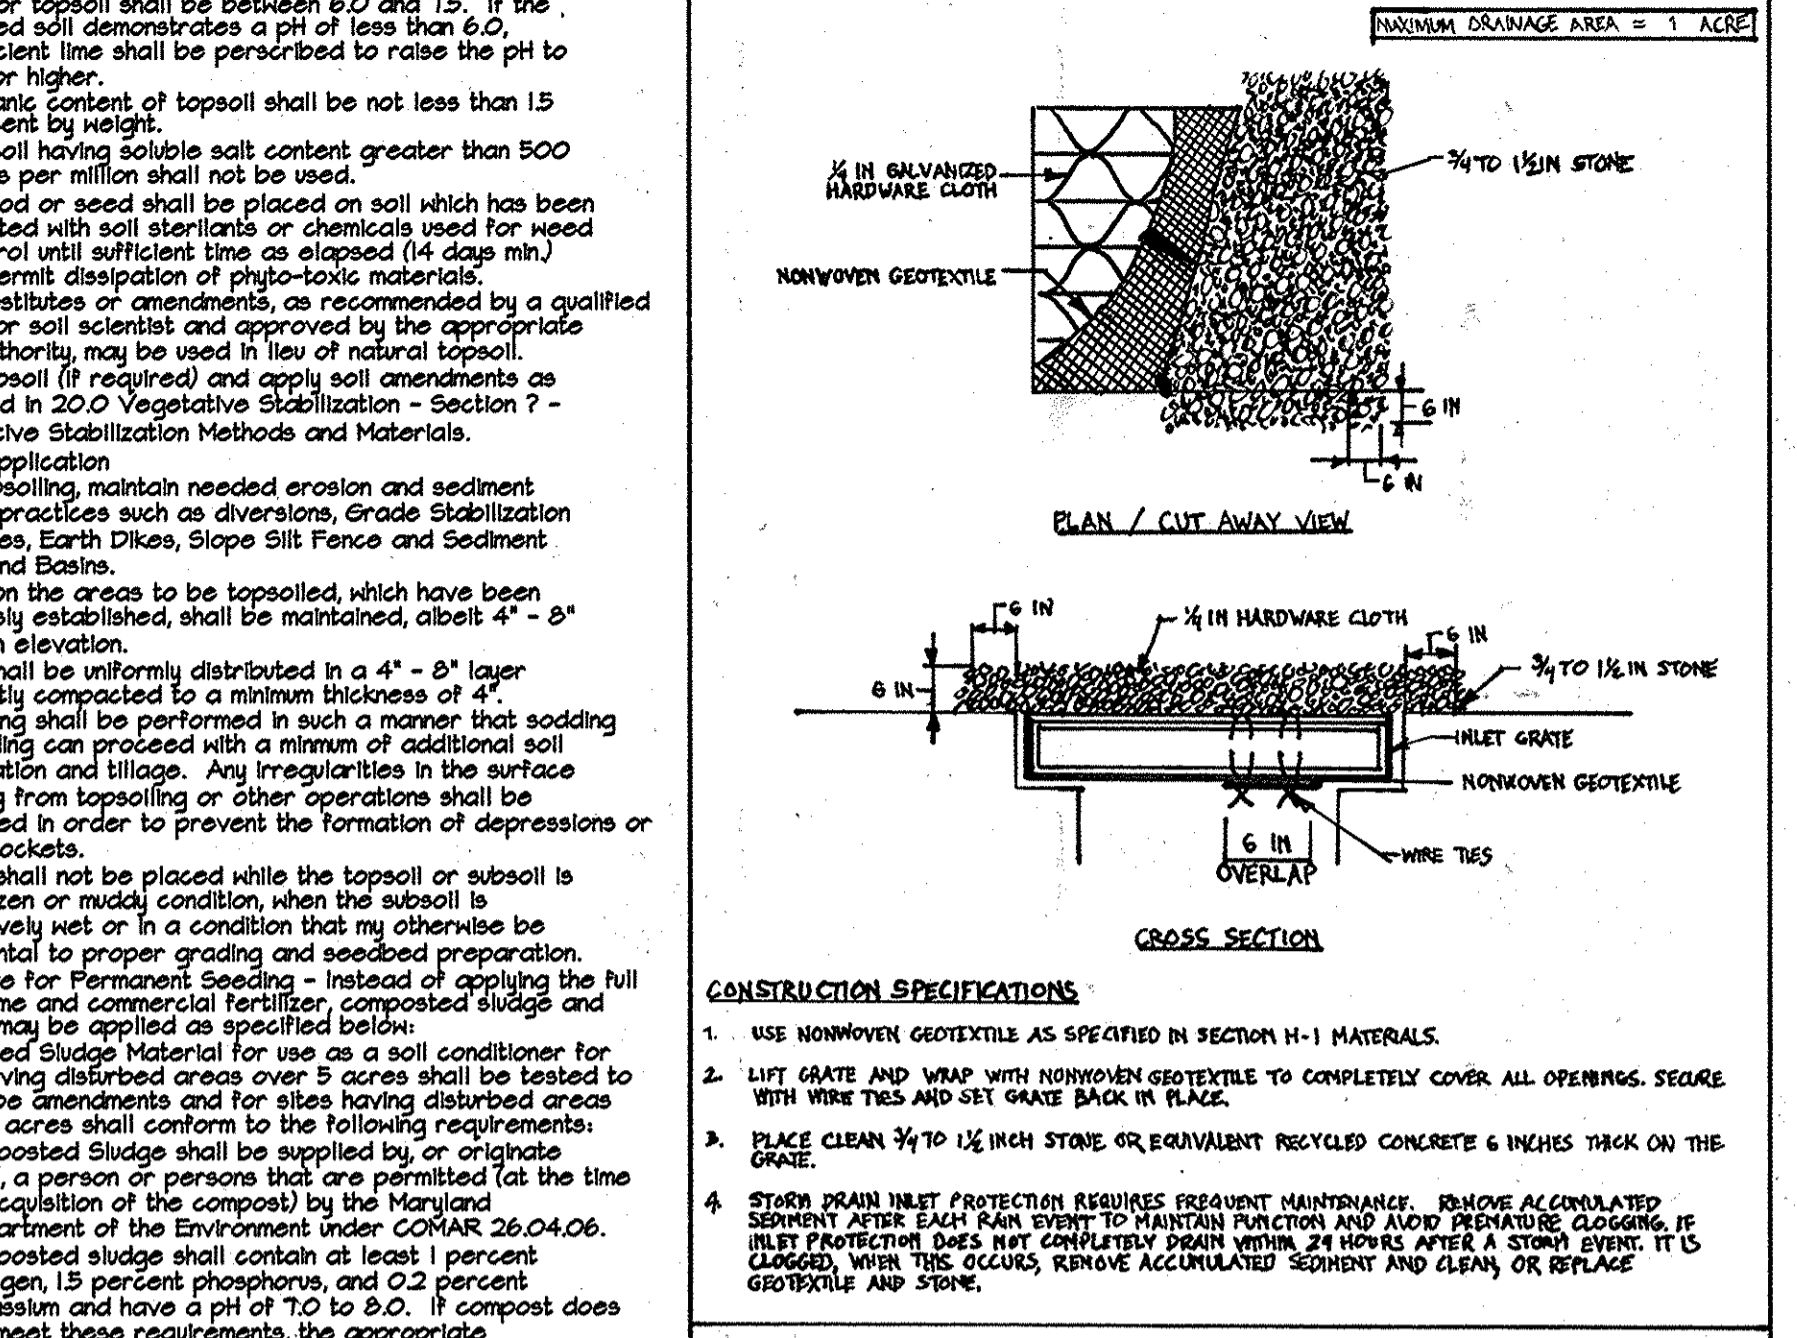 or topsoil shall be between 6.0 and 7.5. If the
ed soil demonstrates a pH of less than 6.0,
cient lime shall be perscribed to raise the pH to
or higher.
anic content of topsoil shall be not less than 1.5
ent by weight.
oil having soluble salt content greater than 500
s per million shall not be used.
od or seed shall be placed on soil which has been
ted with soil sterilants or chemicals used for weed
rol until sufficient time as elapsed (14 days min.)
ermit dissipation of phyto-toxic materials.
stitutes or amendments, as recommended by a qualified
or soil scientist and approved by the appropriate
thority, may be used in lieu of natural topsoil.
psoil (if required) and apply soil amendments as
d in 20.0 Vegetative Stabilization - Section ? -
tive Stabilization Methods and Materials.
pplication
psoiling, maintain needed erosion and sediment
practices such as diversions, Grade Stabilization
es, Earth Dikes, Slope Silt Fence and Sediment
nd Basins.
on the areas to be topsoiled, which have been
sly established, shall be maintained, albeit 4" - 8"
n elevation.
hall be uniformly distributed in a 4" - 8" layer
tly compacted to a minimum thickness of 4".
ng shall be performed in such a manner that sodding
ding can proceed with a minmum of additional soil
ation and tillage. Any irregularities in the surface
g from topsoiling or other operations shall be
ed in order to prevent the formation of depressions or
ockets.
shall not be placed while the topsoil or subsoil is
zen or muddy condition, when the subsoil is
vely wet or in a condition that my otherwise be
ntal to proper grading and seedbed preparation.
e for Permanent Seeding - Instead of applying the full
me and commercial fertilizer, composted sludge and
may be applied as specified below:
ed Sludge Material for use as a soil conditioner for
ving disturbed areas over 5 acres shall be tested to
be amendments and for sites having disturbed areas
acres shall conform to the following requirements:
posted Sludge shall be supplied by, or originate
, a person or persons that are permitted (at the time
cquisition of the compost) by the Maryland
artment of the Environment under COMAR 26.04.06.
posted sludge shall contain at least 1 percent
gen, 1.5 percent phosphorus, and 0.2 percent
assium and have a pH of 7.0 to 8.0. If compost does
meet these requirements, the appropriate
MAXIMUM DRAINAGE AREA = 1 ACRE
1/4 IN GALVANIZED
HARDWARE CLOTH
3/4 TO 1 1/2 IN STONE
NONWOVEN GEOTEXTILE
6 IN
6 IN
PLAN / CUT AWAY VIEW
6 IN
1/4 IN HARDWARE CLOTH
6 IN
3/4 TO 1 1/2 IN STONE
6 IN
INLET GRATE
NONWOVEN GEOTEXTILE
6 IN
OVERLAP
WIRE TIES
CROSS SECTION
CONSTRUCTION SPECIFICATIONS
1. USE NONWOVEN GEOTEXTILE AS SPECIFIED IN SECTION H-1 MATERIALS.
2. LIFT GRATE AND WRAP WITH NONWOVEN GEOTEXTILE TO COMPLETELY COVER ALL OPENINGS. SECURE
WITH WIRE TIES AND SET GRATE BACK IN PLACE.
3. PLACE CLEAN 3/4 TO 1 1/2 INCH STONE OR EQUIVALENT RECYCLED CONCRETE 6 INCHES THICK ON THE
GRATE.
4. STORM DRAIN INLET PROTECTION REQUIRES FREQUENT MAINTENANCE. REMOVE ACCUMULATED
SEDIMENT AFTER EACH RAIN EVENT TO MAINTAIN FUNCTION AND AVOID PREMATURE CLOGGING. IF
INLET PROTECTION DOES NOT COMPLETELY DRAIN WITHIN 24 HOURS AFTER A STORM EVENT. IT IS
CLOGGED, WHEN THIS OCCURS, REMOVE ACCUMULATED SEDIMENT AND CLEAN, OR REPLACE
GEOTEXTILE AND STONE.